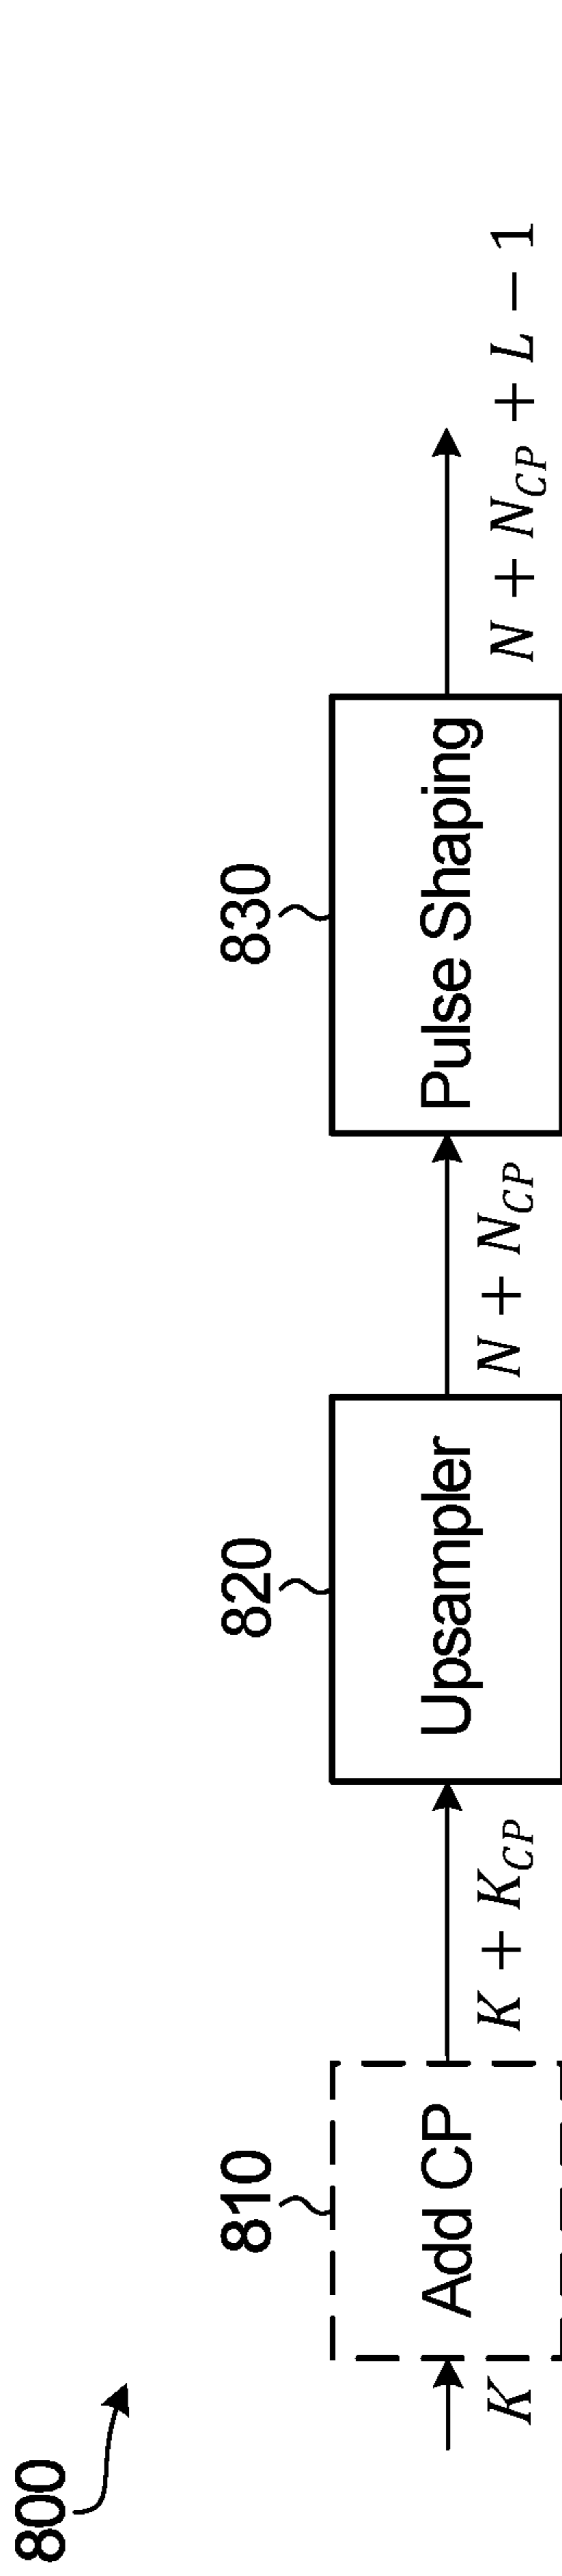 800
810
820
830
Add CP
Upsampler
Pulse Shaping
K
K + K_CP
N + N_CP
N + N_CP + L − 1